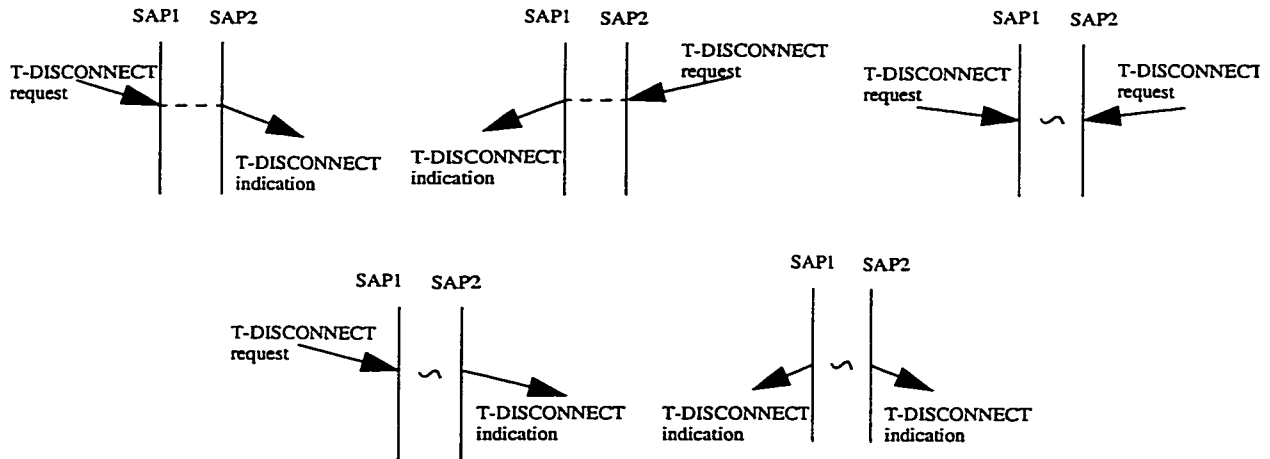 SAP1 SAP2
T-DISCONNECT
request
T-DISCONNECT
indication
SAP1 SAP2
T-DISCONNECT
request
T-DISCONNECT
indication
SAP1 SAP2
T-DISCONNECT
request
T-DISCONNECT
request
SAP1 SAP2
T-DISCONNECT
request
T-DISCONNECT
indication
SAP1 SAP2
T-DISCONNECT
indication
T-DISCONNECT
indication